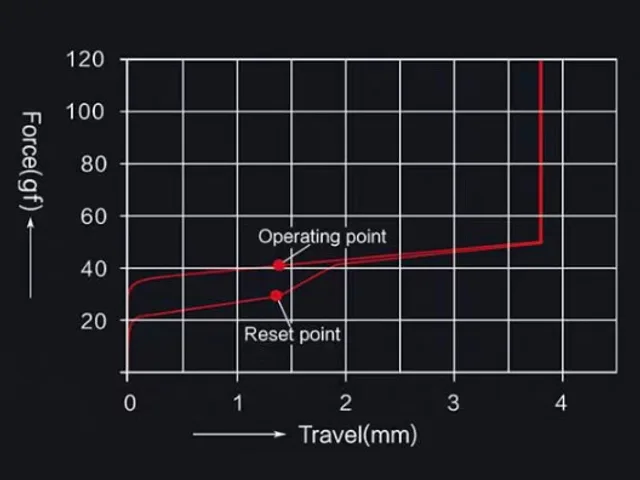 120
100
80
60
40
20
Force(gf)
Operating point
Reset point
0 1 2 3 4
Travel(mm)